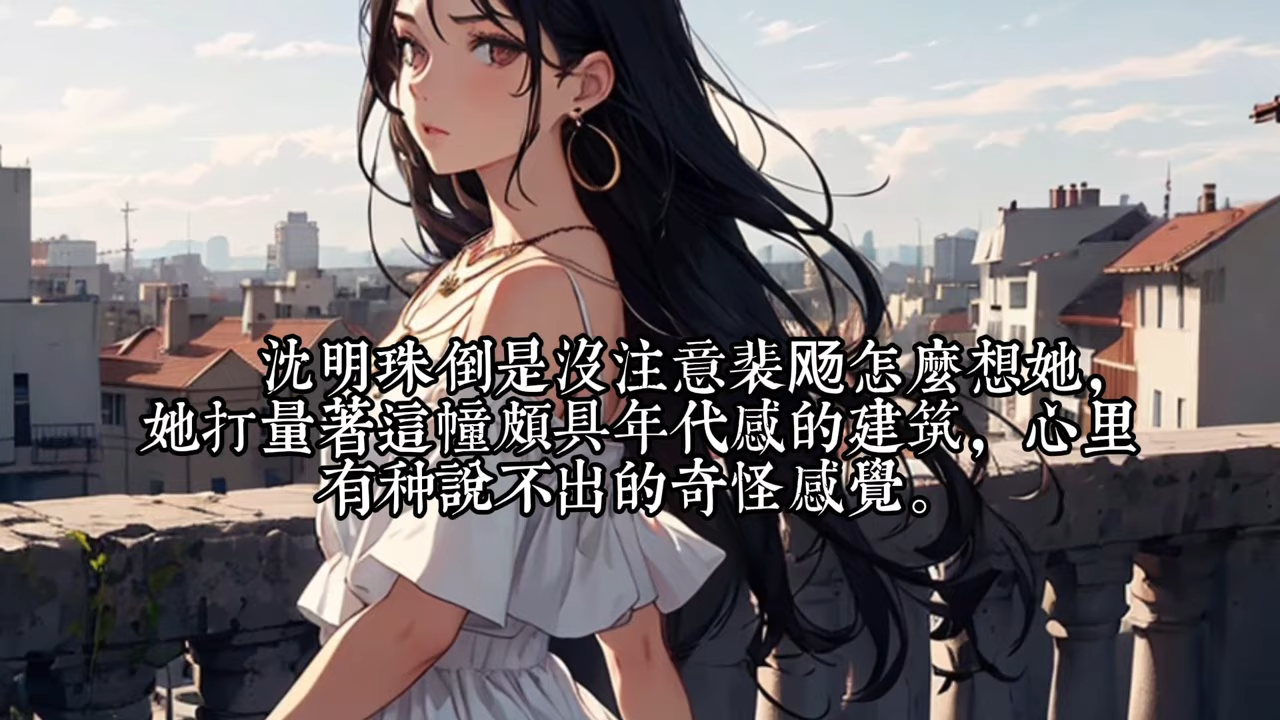 沈明珠倒是沒注意裴飏怎麼想她，
她打量著這幢頗具年代感的建筑，心里
有种說不出的奇怪感覺。